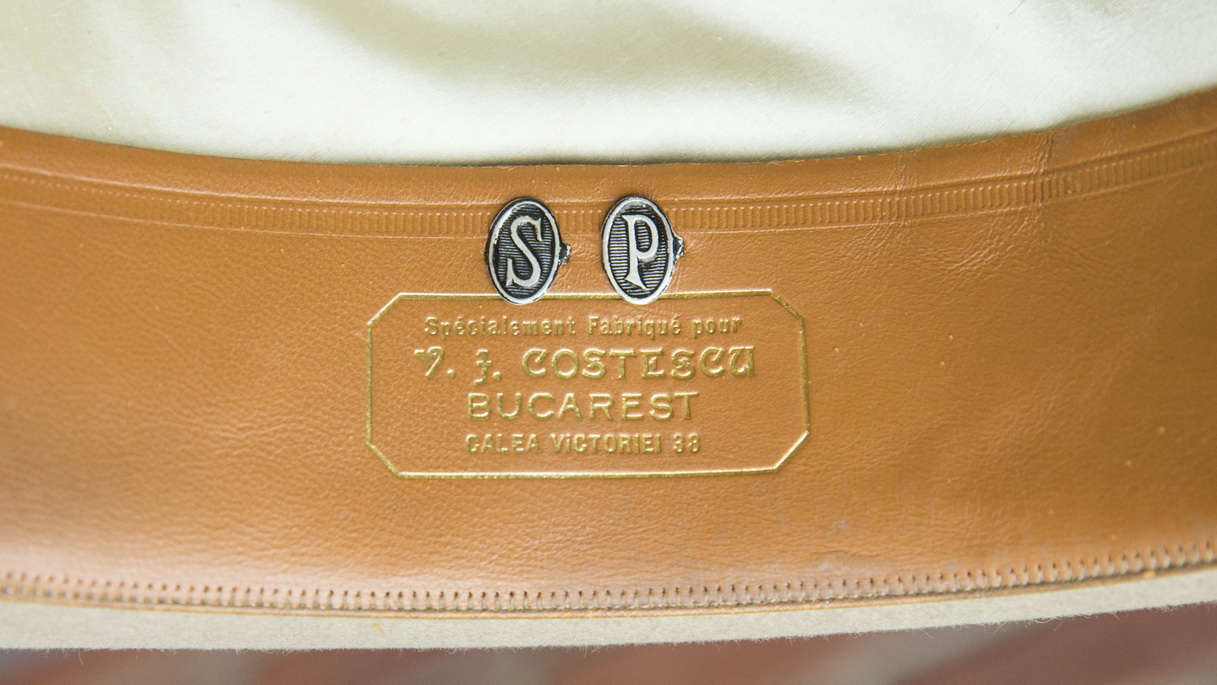 S P
Spécialement Fabriqué pour
V. J. COSTESCU
BUCAREST
CALEA VICTORIEI 38